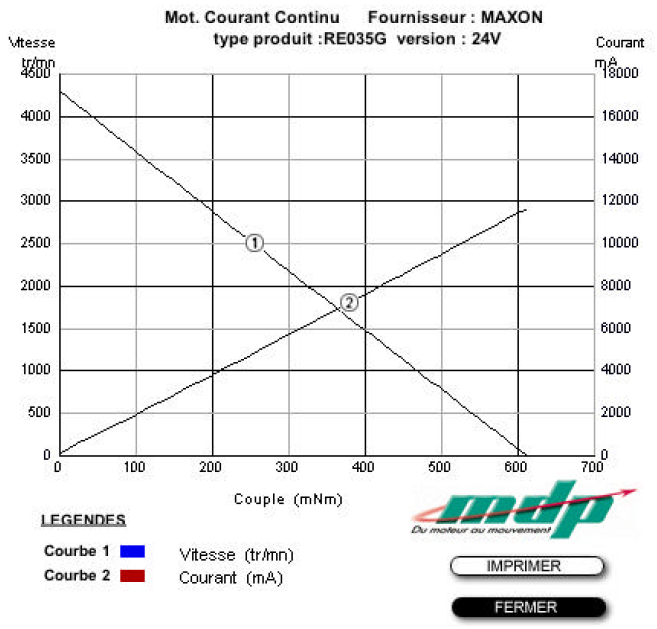 Mot. Courant Continu Fournisseur : MAXON
type produit :RE035G version : 24V
Vitesse
tr/mn
Courant
mA
4500
4000
3500
3000
2500
2000
1500
1000
500
0
18000
16000
14000
12000
10000
8000
6000
4000
2000
0
1
2
0 100 200 300 400 500 600 700
Couple (mNm)
LEGENDES
Courbe 1 Vitesse (tr/mn)
Courbe 2 Courant (mA)
mdp
Du moteur au mouvement
IMPRIMER
FERMER